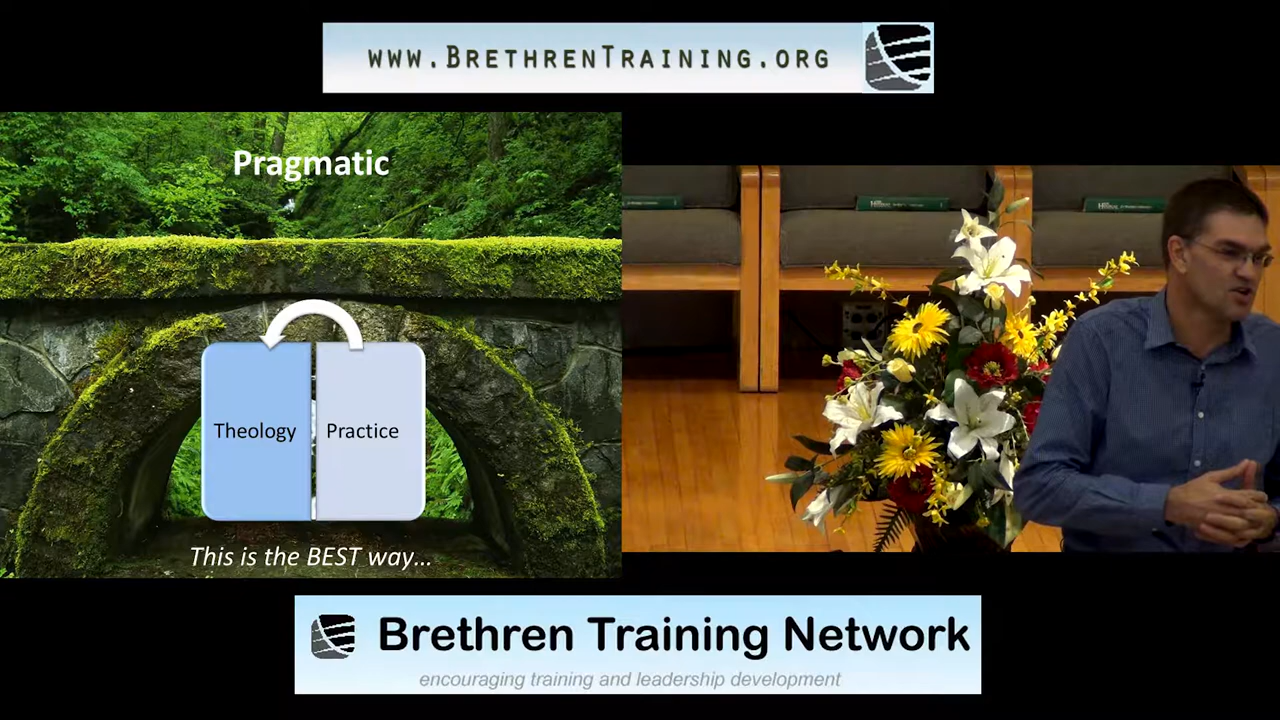 www.BrethrenTraining.org
Pragmatic
Theology
Practice
This is the BEST way...
Brethren Training Network
encouraging training and leadership development